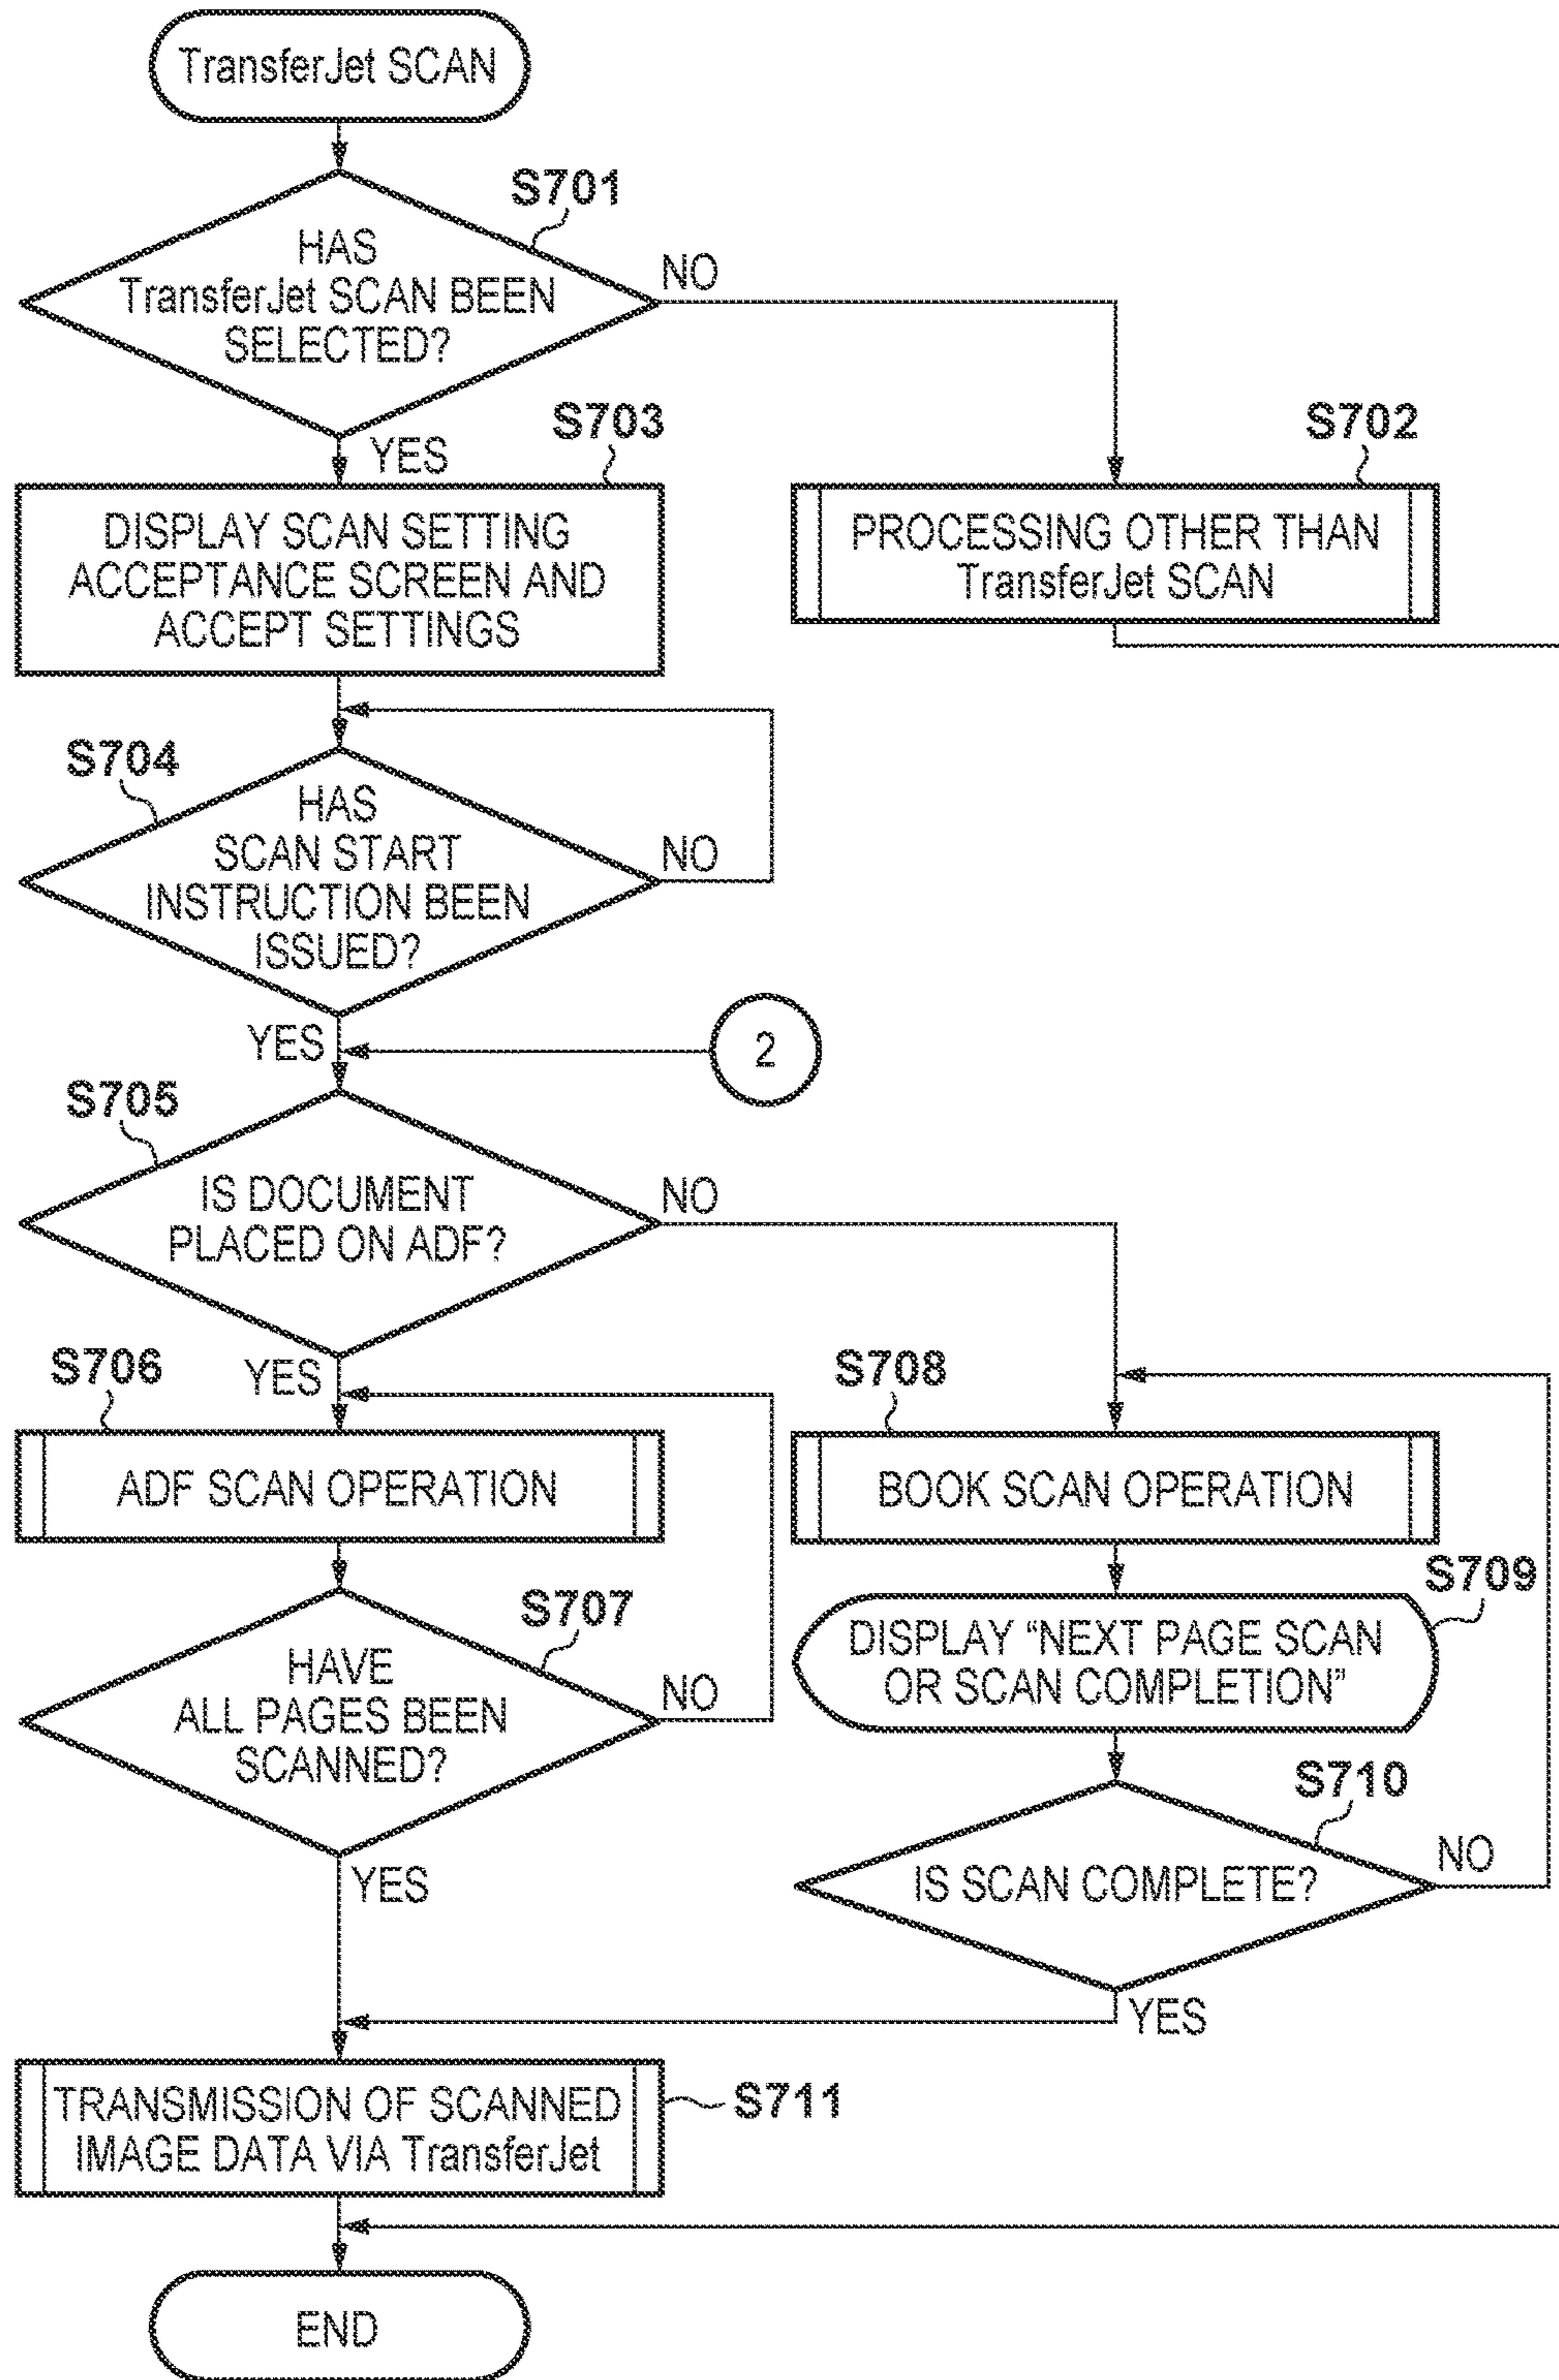 TransferJet SCAN
S701
HAS
TransferJet SCAN BEEN
SELECTED?
NO
YES
S703
DISPLAY SCAN SETTING
ACCEPTANCE SCREEN AND
ACCEPT SETTINGS
S702
PROCESSING OTHER THAN
TransferJet SCAN
S704
HAS
SCAN START
INSTRUCTION BEEN
ISSUED?
NO
YES
2
S705
IS DOCUMENT
PLACED ON ADF?
NO
YES
S706
ADF SCAN OPERATION
S707
HAVE
ALL PAGES BEEN
SCANNED?
NO
YES
S708
BOOK SCAN OPERATION
S709
DISPLAY “NEXT PAGE SCAN
OR SCAN COMPLETION”
S710
IS SCAN COMPLETE?
NO
YES
TRANSMISSION OF SCANNED
IMAGE DATA VIA TransferJet
S711
END